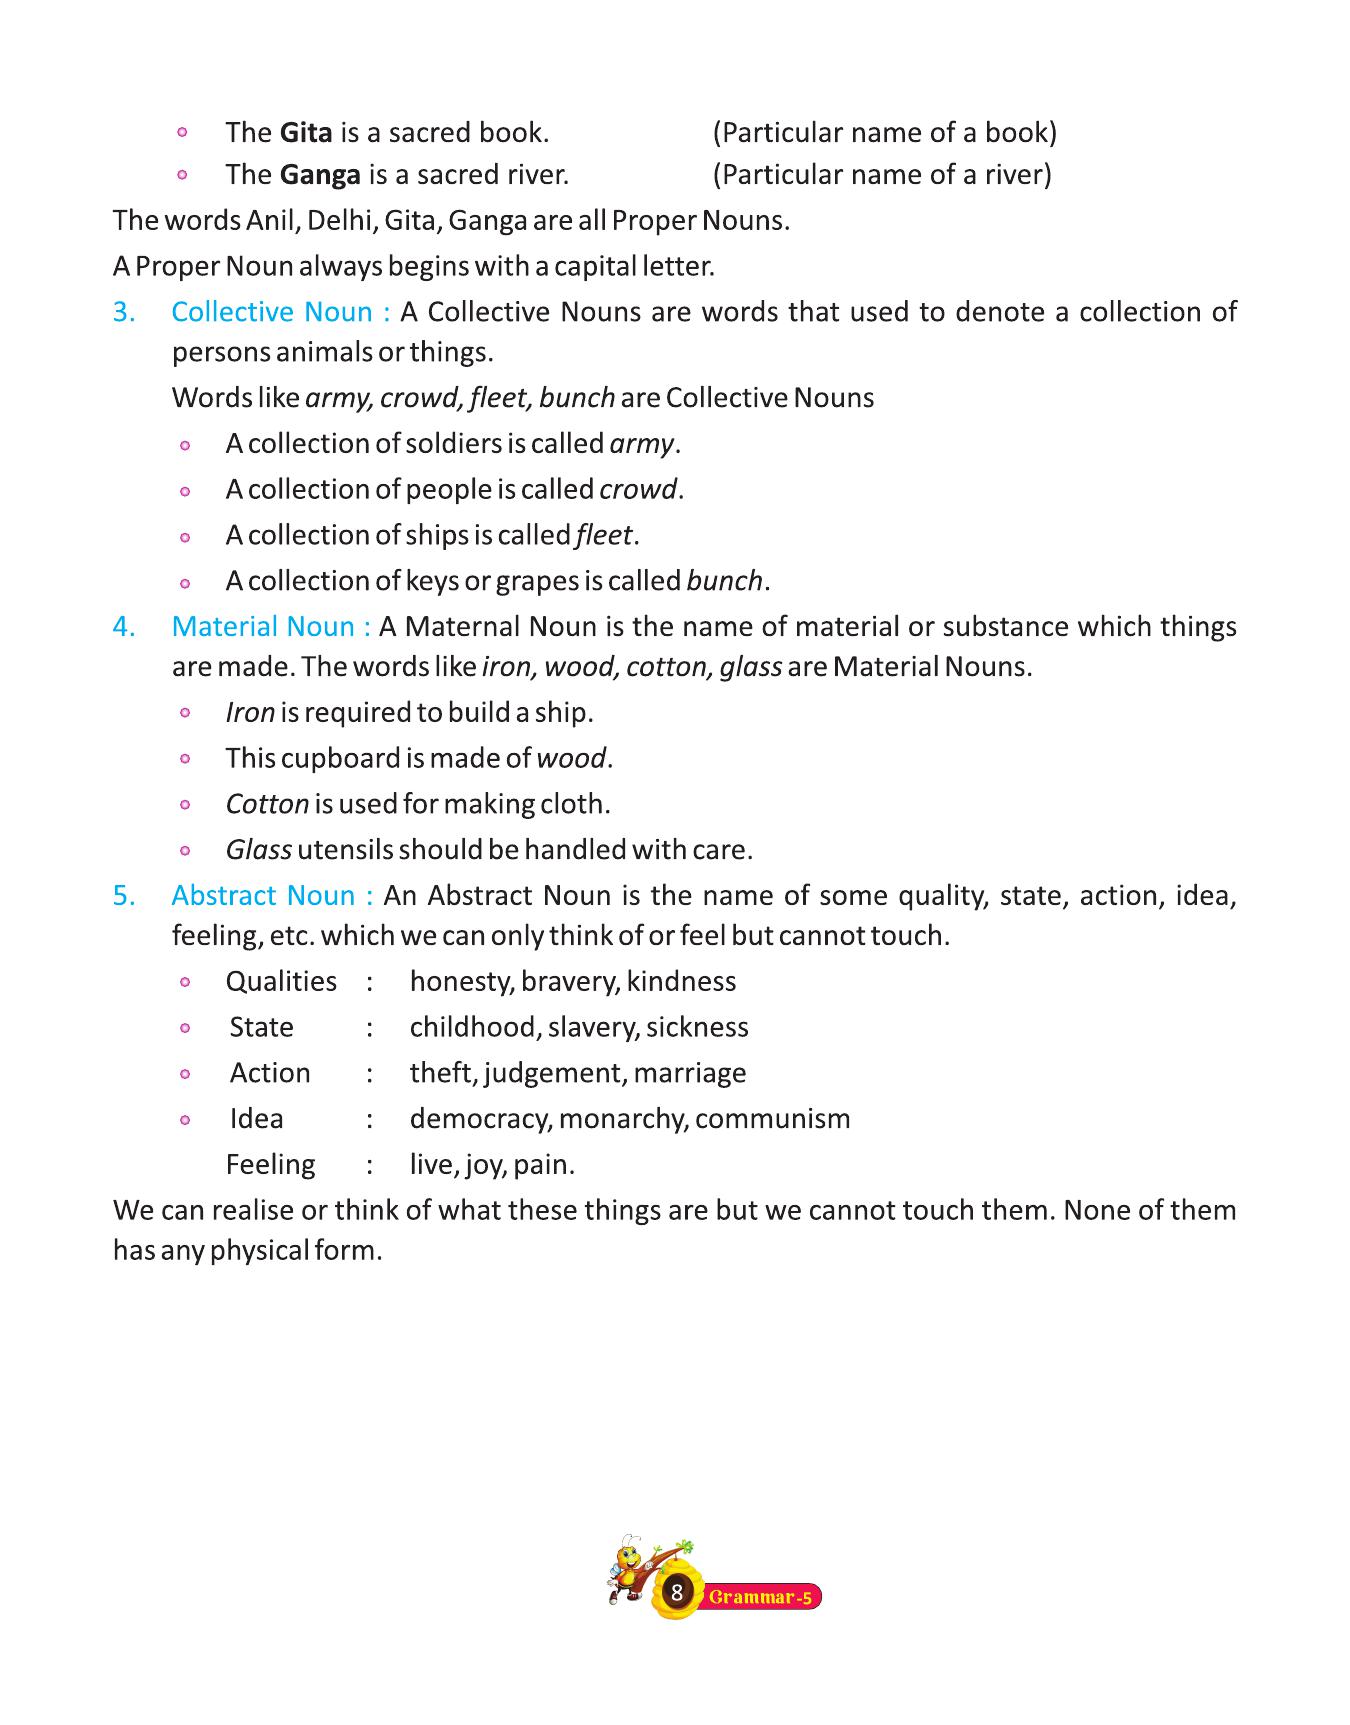 The Gita is a sacred book. (Particular name of a book)
The Ganga is a sacred river. (Particular name of a river)
The words Anil, Delhi, Gita, Ganga are all Proper Nouns.
A Proper Noun always begins with a capital letter.
3. Collective Noun : A Collective Nouns are words that used to denote a collection of
persons animals or things.
Words like army, crowd, fleet, bunch are Collective Nouns
A collection of soldiers is called army.
A collection of people is called crowd.
A collection of ships is called fleet.
A collection of keys or grapes is called bunch.
4. Material Noun : A Maternal Noun is the name of material or substance which things
are made. The words like iron, wood, cotton, glass are Material Nouns.
Iron is required to build a ship.
This cupboard is made of wood.
Cotton is used for making cloth.
Glass utensils should be handled with care.
5. Abstract Noun : An Abstract Noun is the name of some quality, state, action, idea,
feeling, etc. which we can only think of or feel but cannot touch.
Qualities : honesty, bravery, kindness
State : childhood, slavery, sickness
Action : theft, judgement, marriage
Idea : democracy, monarchy, communism
Feeling : live, joy, pain.
We can realise or think of what these things are but we cannot touch them. None of them
has any physical form.
8 Grammar-5